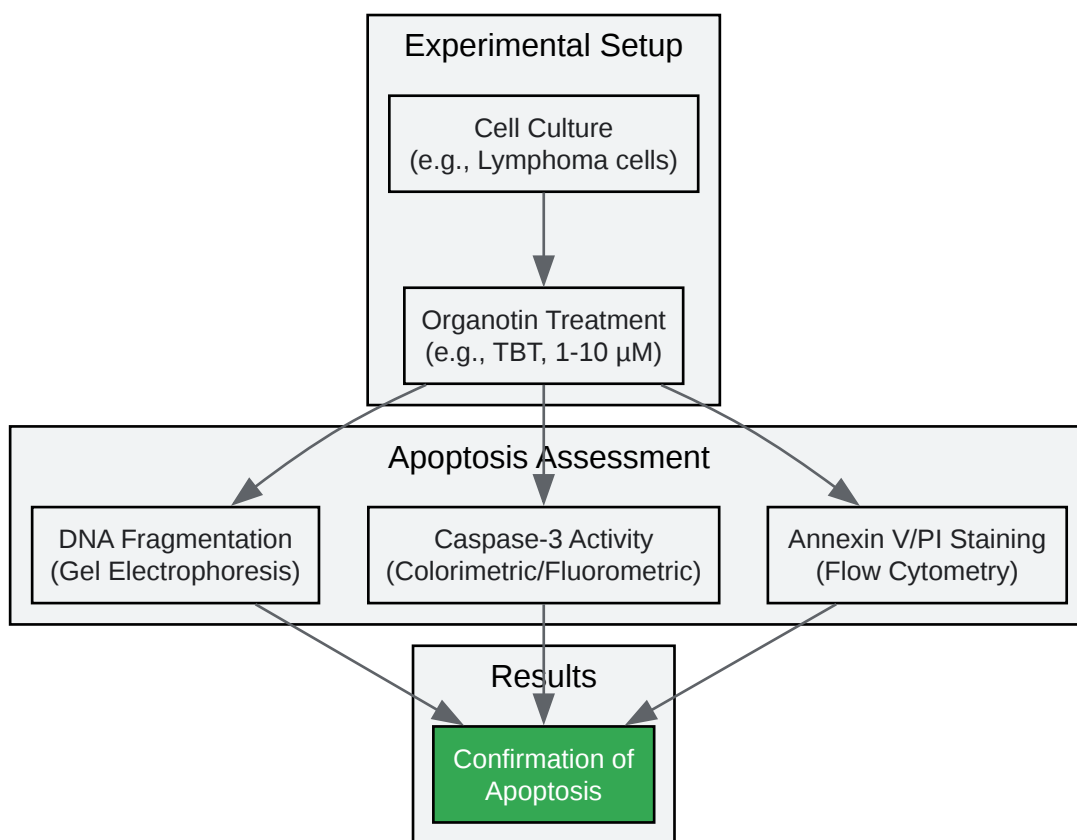 Experimental Setup
Cell Culture
(e.g., Lymphoma cells)
Organotin Treatment
(e.g., TBT, 1-10 µM)
Apoptosis Assessment
DNA Fragmentation
(Gel Electrophoresis)
Caspase-3 Activity
(Colorimetric/Fluorometric)
Annexin V/PI Staining
(Flow Cytometry)
Results
Confirmation of
Apoptosis